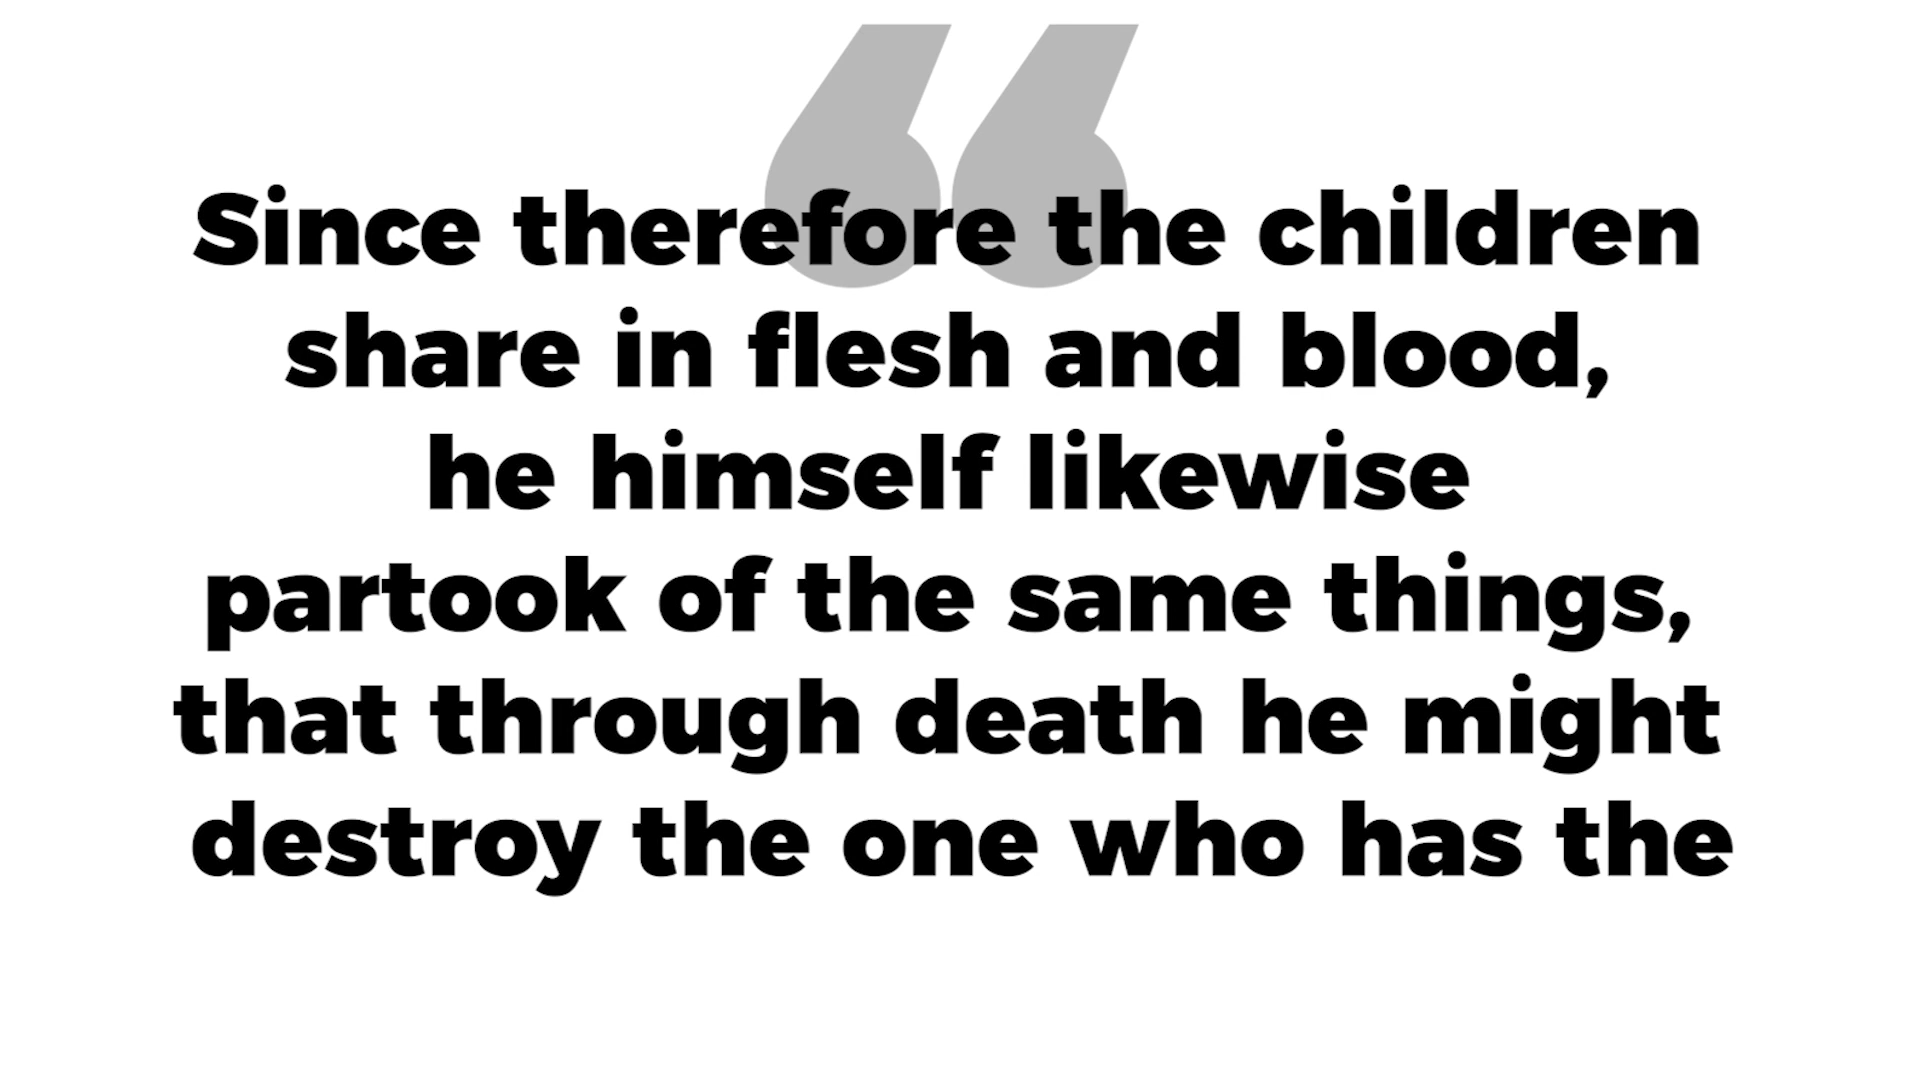 “
Since therefore the children
share in flesh and blood,
he himself likewise
partook of the same things,
that through death he might
destroy the one who has the